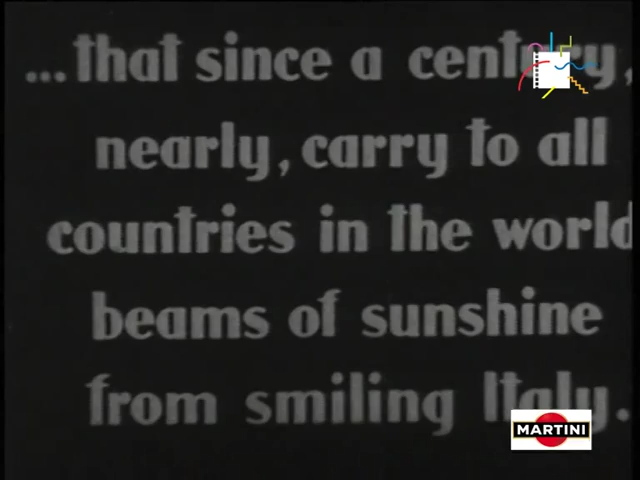 ...that since a century,
nearly, carry to all
countries in the world
beams of sunshine
from smiling Italy.
MARTINI